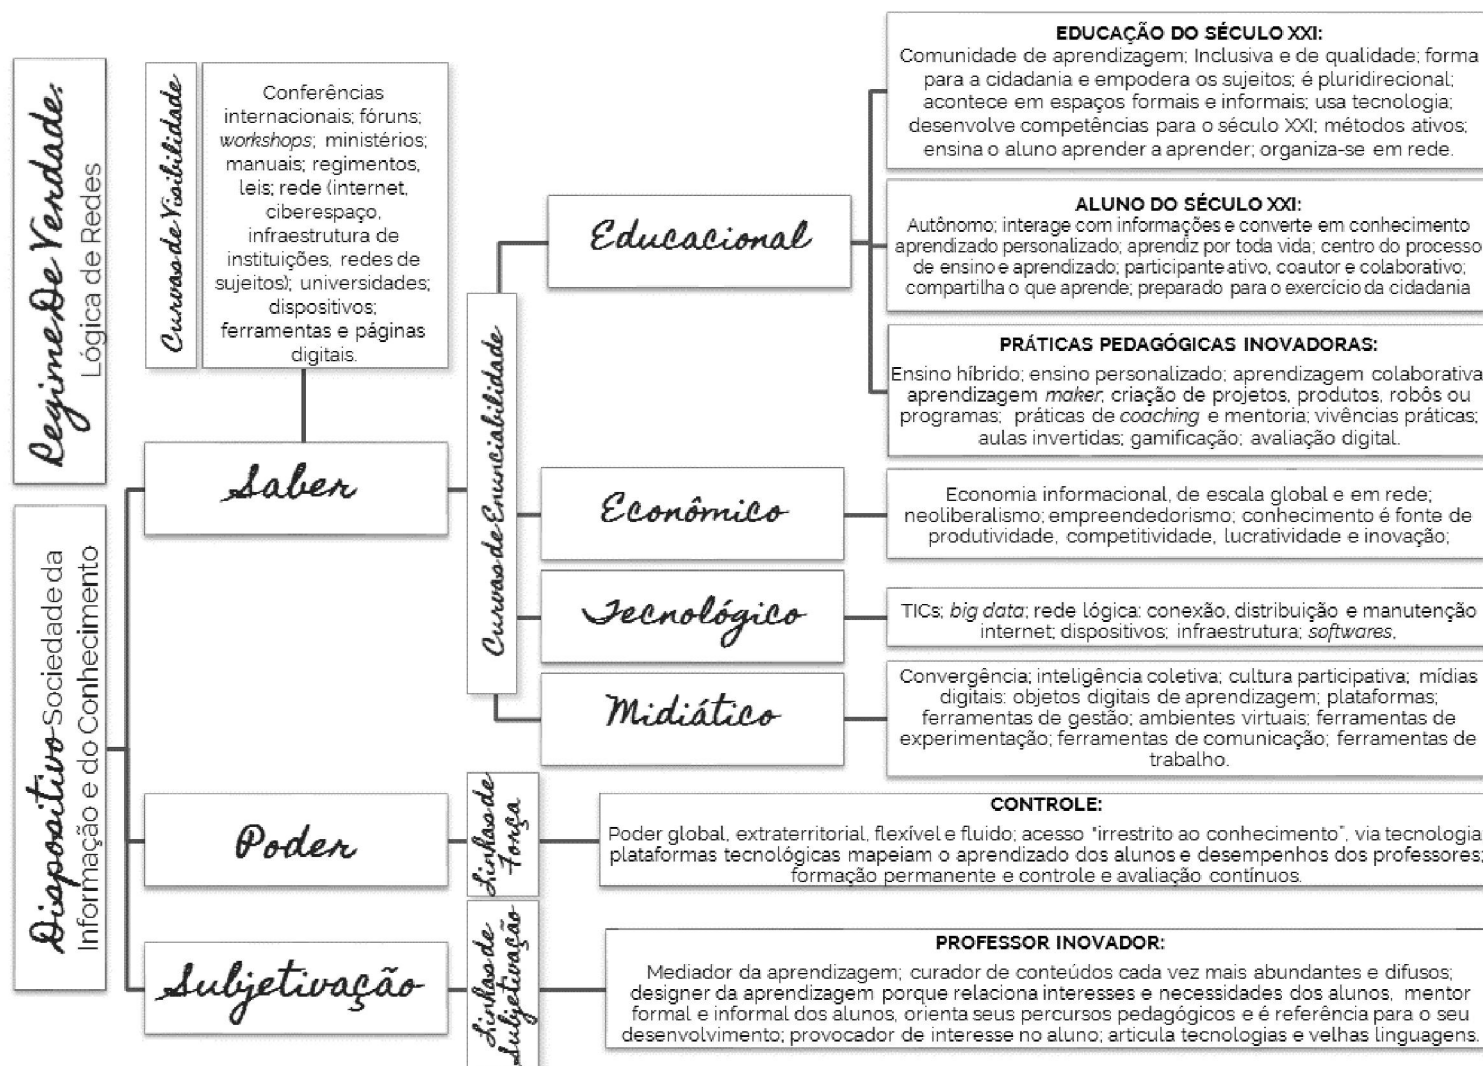 Regime De Verdade:
Lógica de Redes
Curvas de Visibilidade
Conferências
internacionais; fóruns;
workshops; ministérios;
manuais; regimentos,
leis; rede (internet,
ciberespaço,
infraestrutura de
instituições, redes de
sujeitos); universidades;
dispositivos;
ferramentas e páginas
digitais.
Dispositivo Sociedade da
Informação e do Conhecimento
Saber
Curvas de Enunciabilidade
Educacional
EDUCAÇÃO DO SÉCULO XXI:
Comunidade de aprendizagem; Inclusiva e de qualidade; forma
para a cidadania e empodera os sujeitos; é pluridirecional;
acontece em espaços formais e informais; usa tecnologia;
desenvolve competências para o século XXI; métodos ativos;
ensina o aluno aprender a aprender; organiza-se em rede.
ALUNO DO SÉCULO XXI:
Autônomo; interage com informações e converte em conhecimento
aprendizado personalizado; aprendiz por toda vida; centro do processo
de ensino e aprendizado; participante ativo, coautor e colaborativo;
compartilha o que aprende; preparado para o exercício da cidadania
PRÁTICAS PEDAGÓGICAS INOVADORAS:
Ensino híbrido; ensino personalizado; aprendizagem colaborativa
aprendizagem maker; criação de projetos, produtos, robôs ou
programas; práticas de coaching e mentoria; vivências práticas;
aulas invertidas; gamificação; avaliação digital.
Econômico
Economia informacional, de escala global e em rede;
neoliberalismo; empreendedorismo; conhecimento é fonte de
produtividade, competitividade, lucratividade e inovação;
Tecnológico
TICs; big data; rede lógica: conexão, distribuição e manutenção
internet; dispositivos; infraestrutura; softwares,
Midiático
Convergência; inteligência coletiva; cultura participativa; mídias
digitais: objetos digitais de aprendizagem; plataformas;
ferramentas de gestão; ambientes virtuais; ferramentas de
experimentação; ferramentas de comunicação; ferramentas de
trabalho.
Poder
Linhas de
Força
CONTROLE:
Poder global, extraterritorial, flexível e fluido; acesso "irrestrito ao conhecimento", via tecnologia
plataformas tecnológicas mapeiam o aprendizado dos alunos e desempenhos dos professores;
formação permanente e controle e avaliação contínuos.
Subjetivação
Linhas de
Subjetivação
PROFESSOR INOVADOR:
Mediador da aprendizagem; curador de conteúdos cada vez mais abundantes e difusos;
designer da aprendizagem porque relaciona interesses e necessidades dos alunos, mentor
formal e informal dos alunos, orienta seus percursos pedagógicos e é referência para o seu
desenvolvimento; provocador de interesse no aluno; articula tecnologias e velhas linguagens.